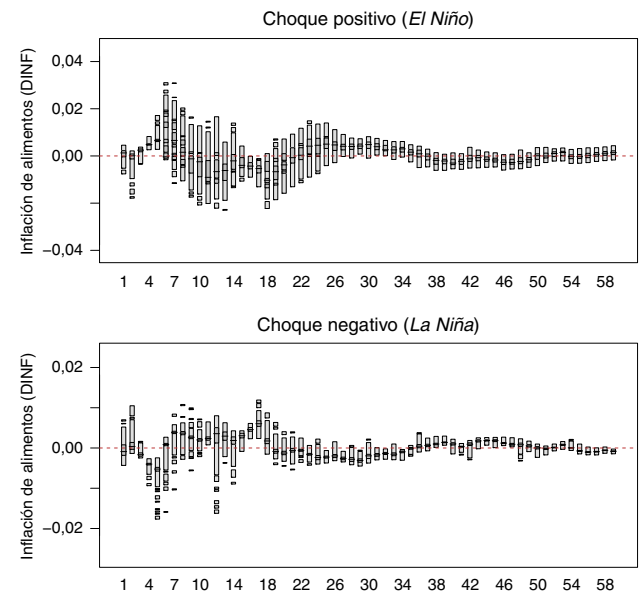 Choque positivo (El Niño)
Inflación de alimentos (DINF)
0,04
0,02
0,00
−0,04
1 4 7 10 14 18 22 26 30 34 38 42 46 50 54 58
Choque negativo (La Niña)
Inflación de alimentos (DINF)
0,02
0,00
−0,02
1 4 7 10 14 18 22 26 30 34 38 42 46 50 54 58